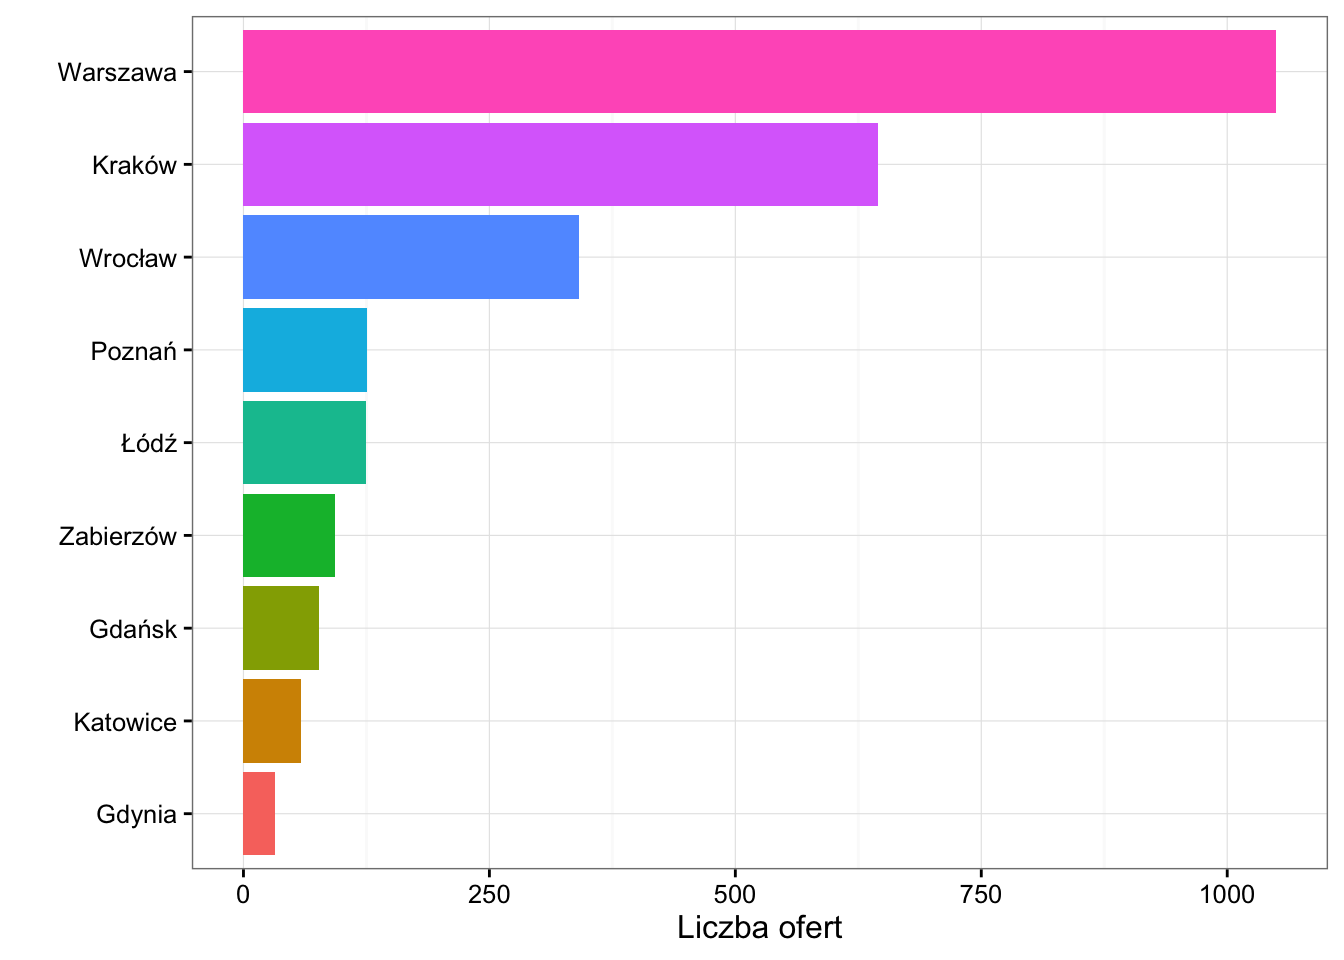 Warszawa
Kraków
Wrocław
Poznań
Łódź
Zabierzów
Gdańsk
Katowice
Gdynia
0 250 500 750 1000
Liczba ofert